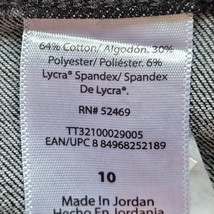 64% Cotton/ Algodón. 30%
Polyester/ Poliéster. 6%
Lycra® Spandex/ Spandex
De Lycra®.
RN# 52469
TT32100029005
EAN/UPC 8 84968252189
10
Made In Jordan
Hecho En Jordania